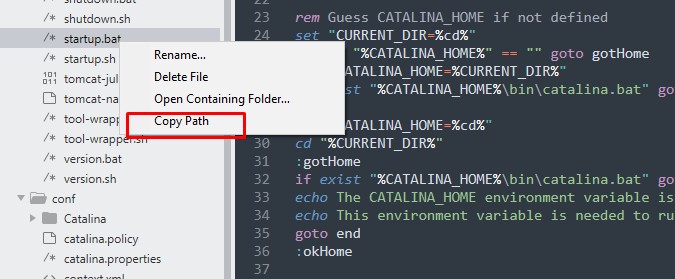 shutdown.bat
shutdown.sh
startup.bat
startup.sh
tomcat-jul
tomcat-na
tool-wrapper
tool-wrapper.sh
version.bat
version.sh
conf
Catalina
catalina.policy
catalina.properties
context.xml
Rename...
Delete File
Open Containing Folder...
Copy Path
22
23 rem Guess CATALINA_HOME if not defined
24 set "CURRENT_DIR=%cd%"
"%CATALINA_HOME%" == "" goto gotHome
CATALINA_HOME=%CURRENT_DIR%"
st "%CATALINA_HOME%\bin\catalina.bat" go
CATALINA_HOME=%cd%"
30 cd "%CURRENT_DIR%"
31 :gotHome
32 if exist "%CATALINA_HOME%\bin\catalina.bat" go
33 echo The CATALINA_HOME environment variable is
34 echo This environment variable is needed to ru
35 goto end
36 :okHome
37